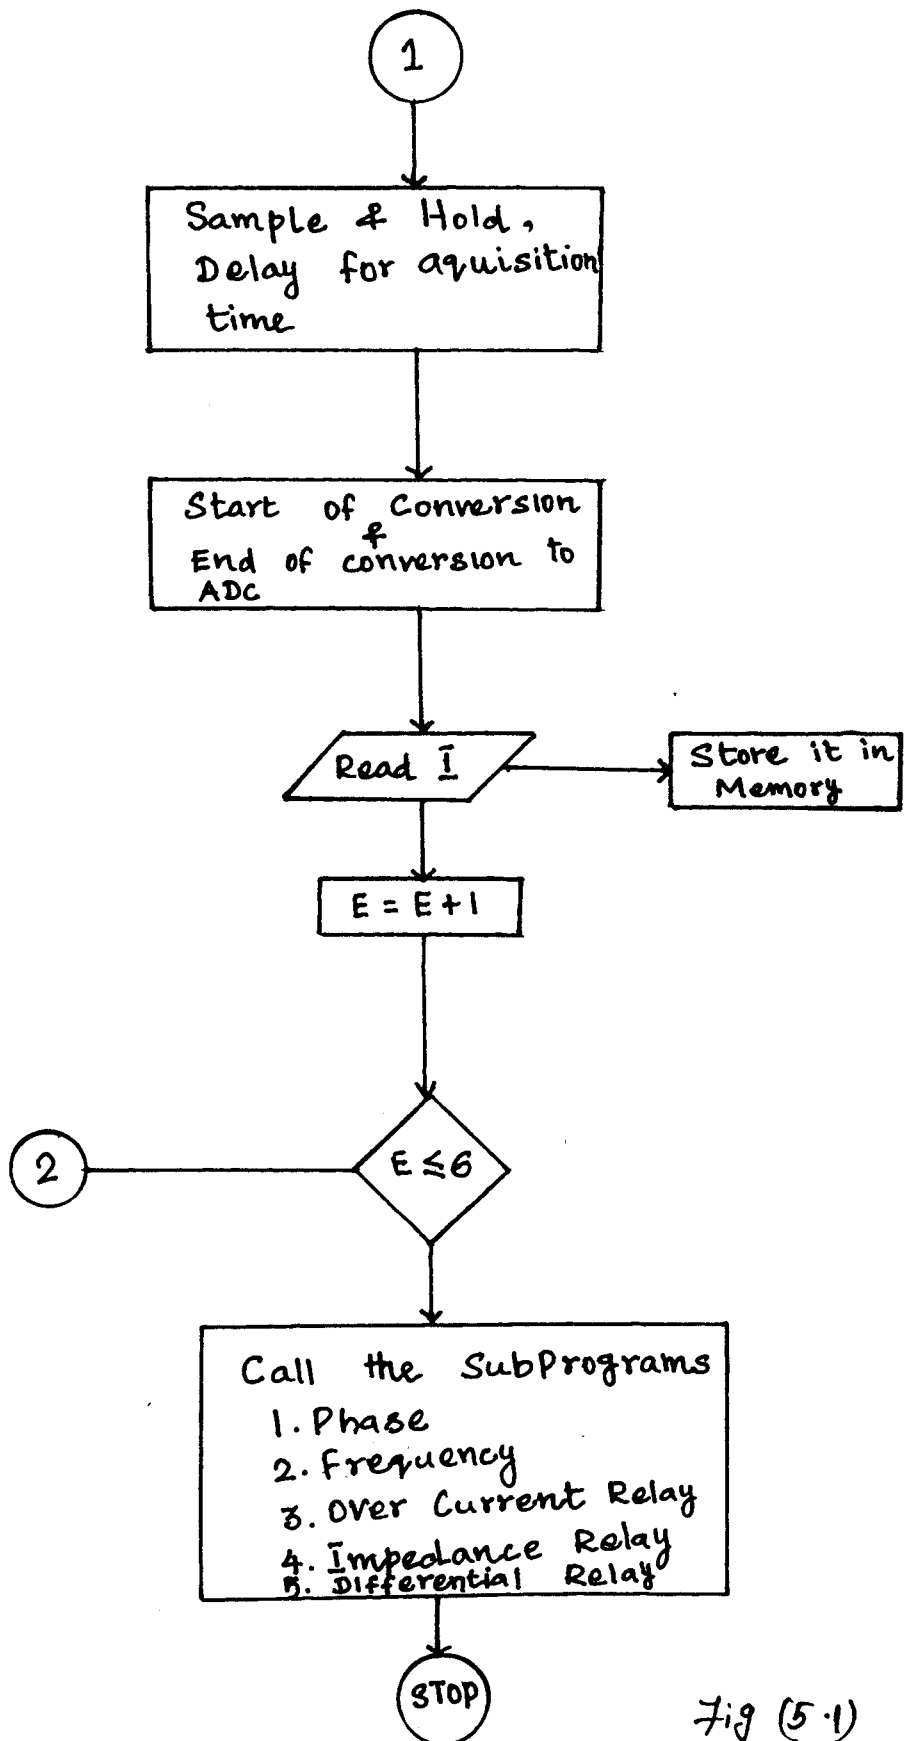 1
Sample & Hold,
Delay for aquisition
time
Start of Conversion
&
End of conversion to
ADC
Read I
Store it in
Memory
E = E+1
2
E ≤ 6
Call the SubPrograms
1. Phase
2. Frequency
3. Over Current Relay
4. Impedance Relay
5. Differential Relay
STOP
Fig (5.1)